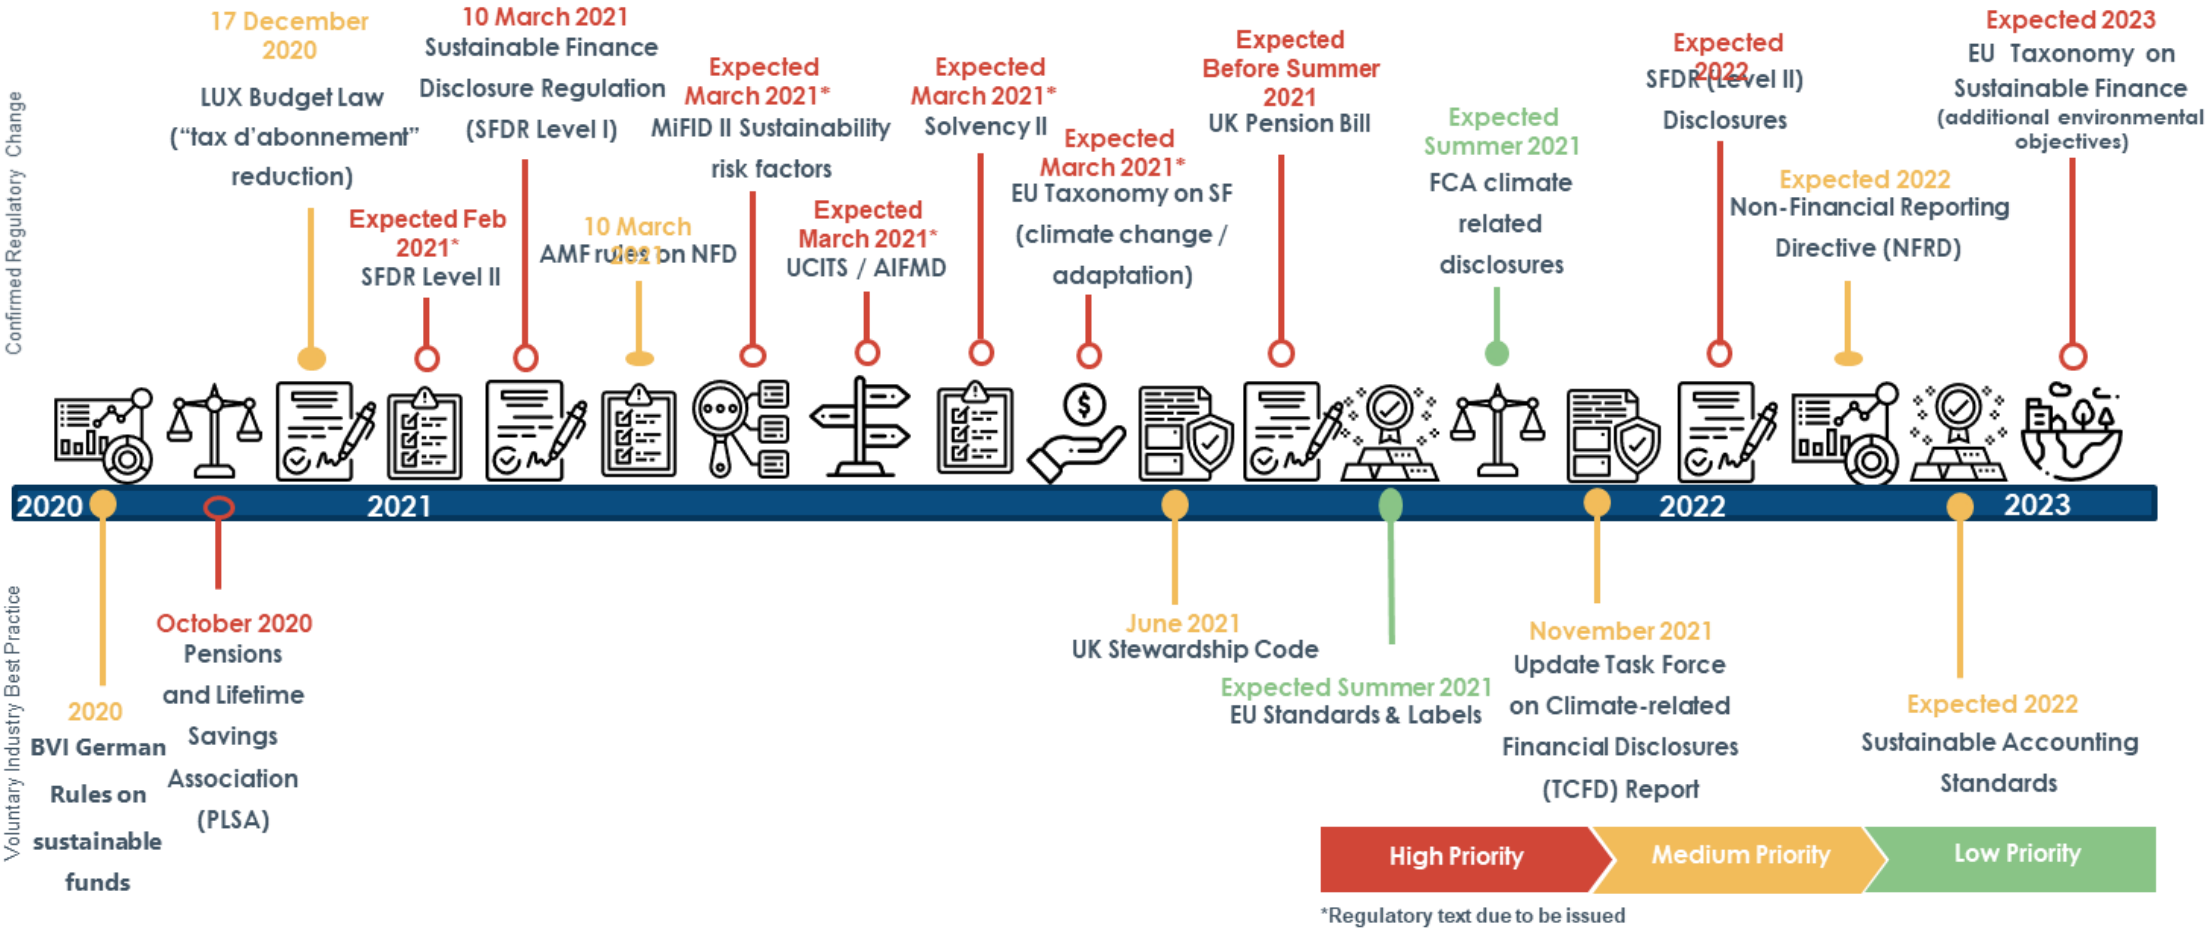 Confirmed Regulatory Change
17 December
2020
LUX Budget Law
(“tax d’abonnement”
reduction)
Expected Feb
2021*
SFDR Level II
10 March 2021
Sustainable Finance
Disclosure Regulation
(SFDR Level I)
10 March
2021
AMF rules on NFD
Expected
March 2021*
MiFID II Sustainability
risk factors
Expected
March 2021*
UCITS / AIFMD
Expected
March 2021*
Solvency II
Expected
March 2021*
EU Taxonomy on SF
(climate change /
adaptation)
Expected
Before Summer
2021
UK Pension Bill
Expected
Summer 2021
FCA climate
related
disclosures
Expected
2022
SFDR (Level II)
Disclosures
Expected 2022
Non-Financial Reporting
Directive (NFRD)
Expected 2023
EU Taxonomy on
Sustainable Finance
(additional environmental
objectives)
$
2020
2021
2022
2023
Voluntary Industry Best Practice
2020
BVI German
Rules on
sustainable
funds
October 2020
Pensions
and Lifetime
Savings
Association
(PLSA)
June 2021
UK Stewardship Code
Expected Summer 2021
EU Standards & Labels
November 2021
Update Task Force
on Climate-related
Financial Disclosures
(TCFD) Report
Expected 2022
Sustainable Accounting
Standards
High Priority
Medium Priority
Low Priority
*Regulatory text due to be issued